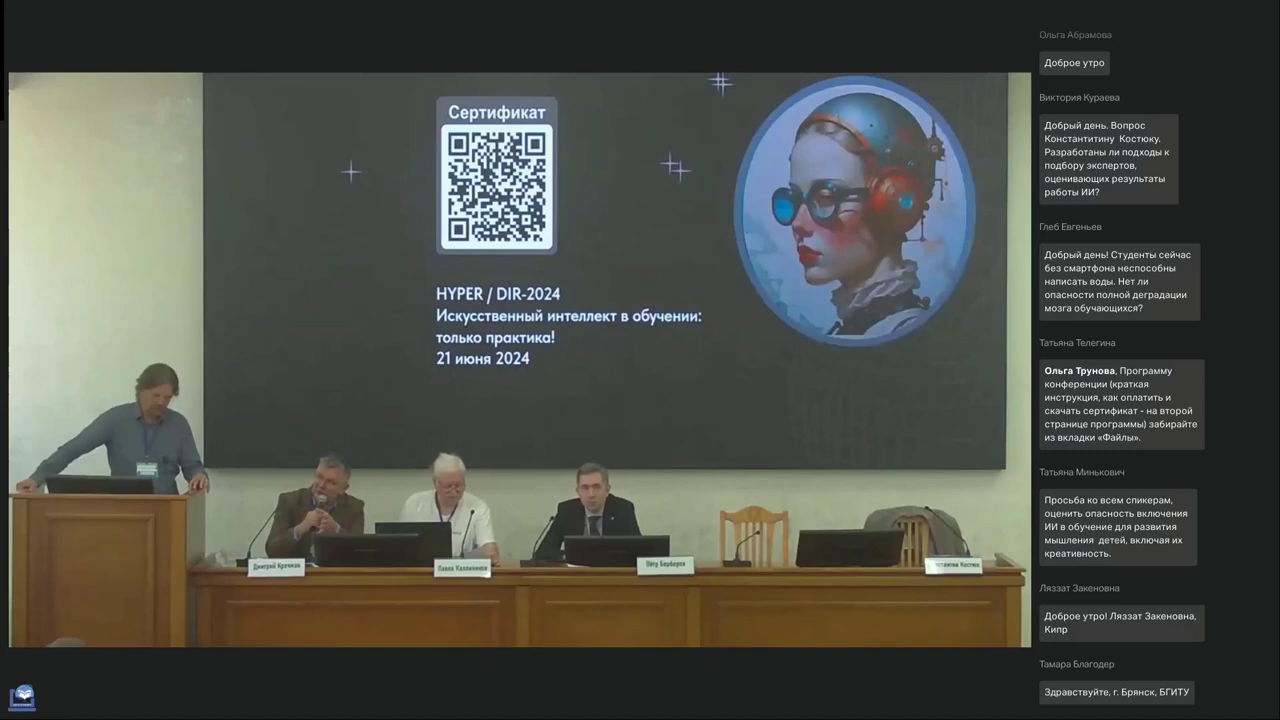 Сертификат
HYPER / DIR-2024
Искусственный интеллект в обучении:
только практика!
21 июня 2024
Дмитрий Кречман
Павел Калинников
Пётр Берберов
Костюк
Ольга Абрамова
Доброе утро
Виктория Кураева
Добрый день. Вопрос
Константитину Костюку.
Разработаны ли подходы к
подбору экспертов,
оценивающих результаты
работы ИИ?
Глеб Евгеньев
Добрый день! Студенты сейчас
без смартфона неспособны
написать воды. Нет ли
опасности полной деградации
мозга обучающихся?
Татьяна Телегина
Ольга Трунова, Программу
конференции (краткая
инструкция, как оплатить и
скачать сертификат - на второй
странице программы) забирайте
из вкладки «Файлы».
Татьяна Минькович
Просьба ко всем спикерам,
оценить опасность включения
ИИ в обучение для развития
мышления детей, включая их
креативность.
Ляззат Закеновна
Доброе утро! Ляззат Закеновна,
Кипр
Тамара Благодер
Здравствуйте, г. Брянск, БГИТУ